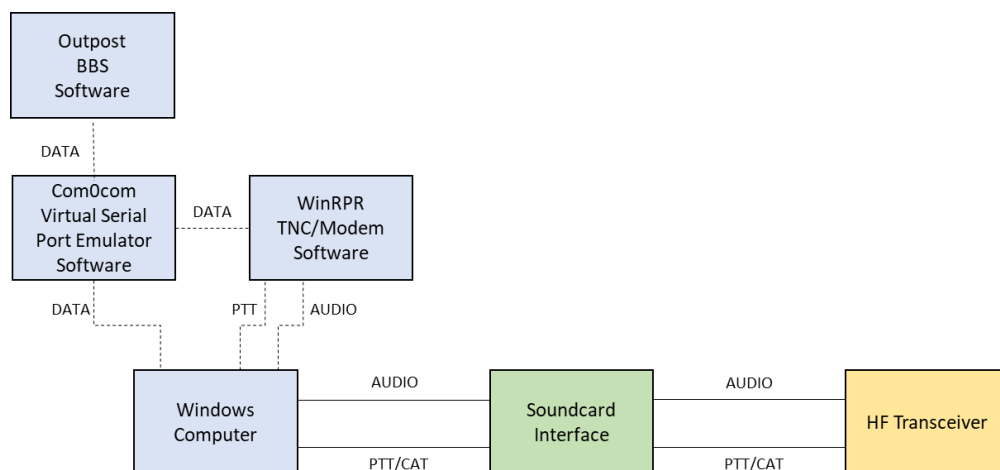 Outpost
BBS
Software
DATA
Com0com
Virtual Serial
Port Emulator
Software
DATA
WinRPR
TNC/Modem
Software
DATA
PTT
AUDIO
Windows
Computer
AUDIO
PTT/CAT
Soundcard
Interface
AUDIO
PTT/CAT
HF Transceiver